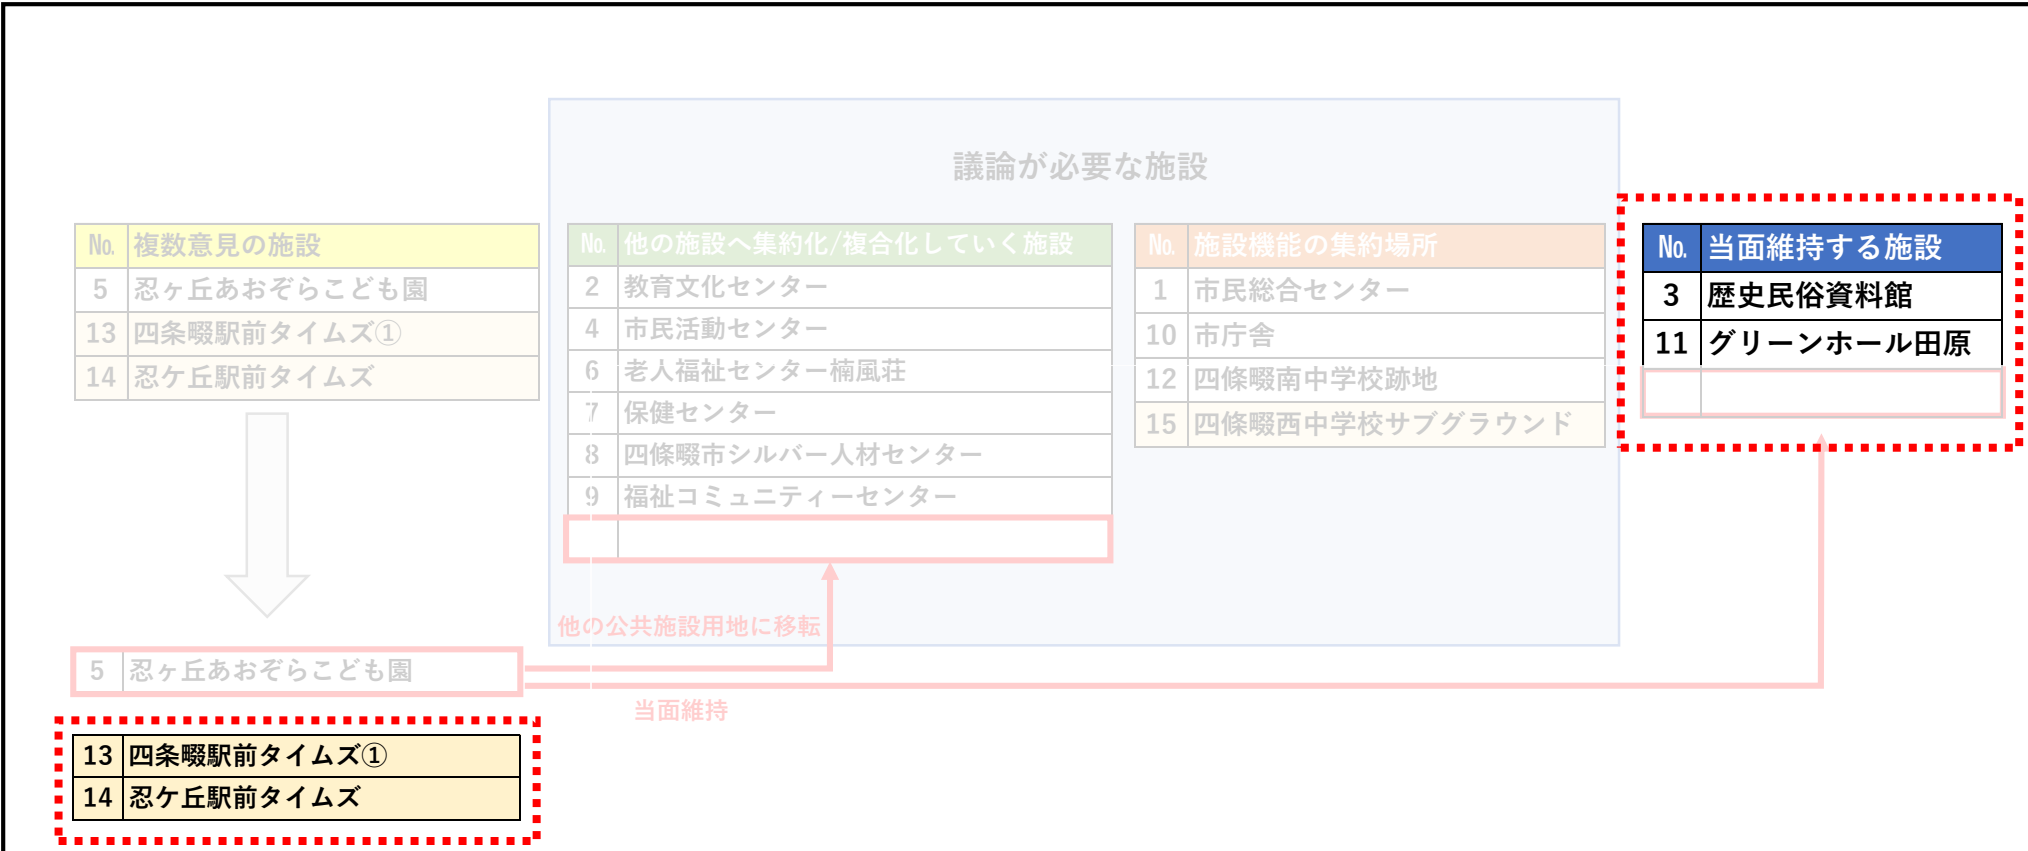 議論が必要な施設
No. 複数意見の施設
5 忍ヶ丘あおぞらこども園
13 四条畷駅前タイムズ①
14 忍ケ丘駅前タイムズ
No. 他の施設へ集約化/複合化していく施設
2 教育文化センター
4 市民活動センター
6 老人福祉センター楠風荘
7 保健センター
8 四條畷市シルバー人材センター
9 福祉コミュニティーセンター
No. 施設機能の集約場所
1 市民総合センター
10 市庁舎
12 四條畷南中学校跡地
15 四條畷西中学校サブグラウンド
No. 当面維持する施設
3 歴史民俗資料館
11 グリーンホール田原
他の公共施設用地に移転
5 忍ヶ丘あおぞらこども園
当面維持
13 四条畷駅前タイムズ①
14 忍ケ丘駅前タイムズ